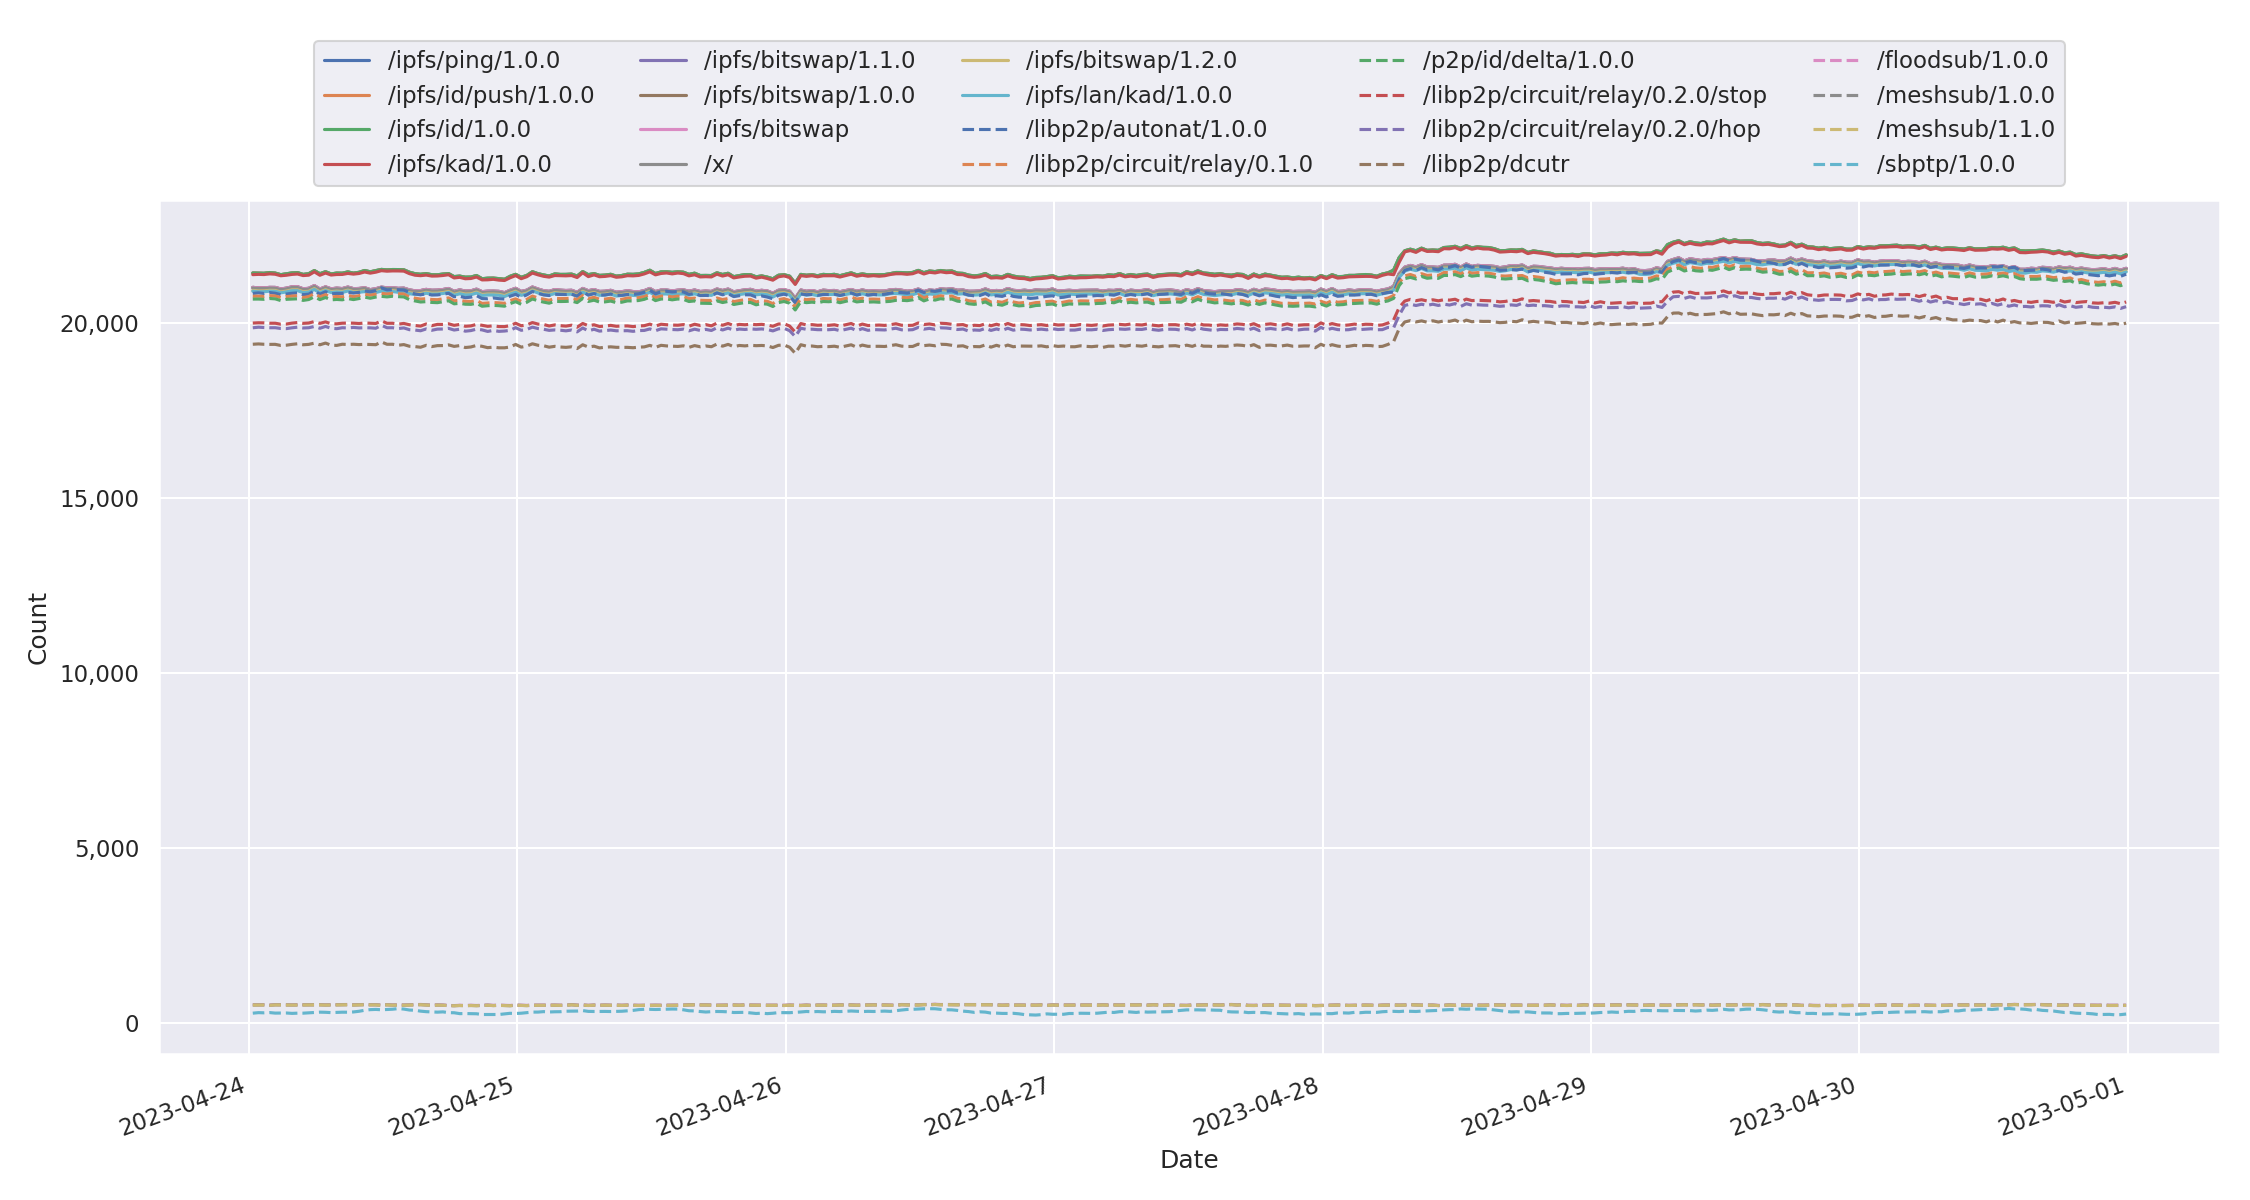 /ipfs/ping/1.0.0
/ipfs/id/push/1.0.0
/ipfs/id/1.0.0
/ipfs/kad/1.0.0
/ipfs/bitswap/1.1.0
/ipfs/bitswap/1.0.0
/ipfs/bitswap
/x/
/ipfs/bitswap/1.2.0
/ipfs/lan/kad/1.0.0
/libp2p/autonat/1.0.0
/libp2p/circuit/relay/0.1.0
/p2p/id/delta/1.0.0
/libp2p/circuit/relay/0.2.0/stop
/libp2p/circuit/relay/0.2.0/hop
/libp2p/dcutr
/floodsub/1.0.0
/meshsub/1.0.0
/meshsub/1.1.0
/sbptp/1.0.0
Count
20,000
15,000
10,000
5,000
0
2023-04-24
2023-04-25
2023-04-26
2023-04-27
2023-04-28
2023-04-29
2023-04-30
2023-05-01
Date